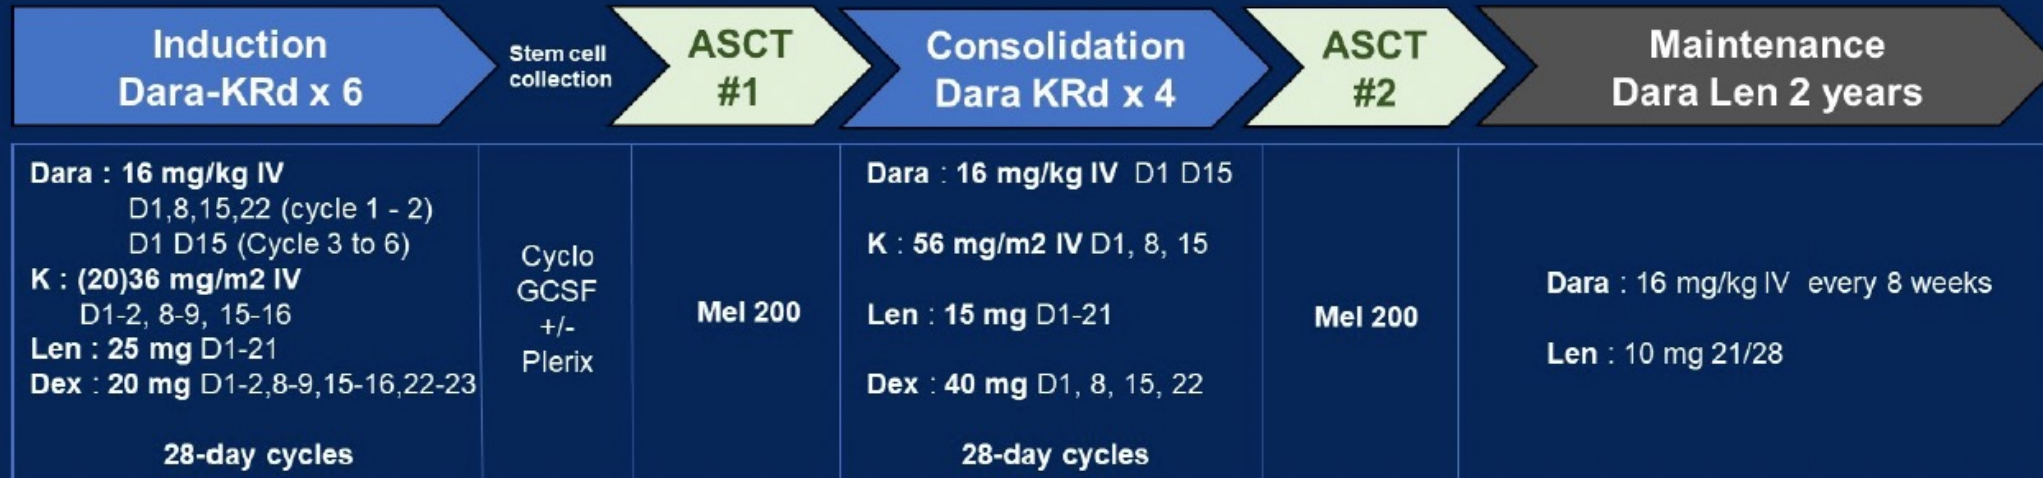 Induction
Dara-KRd x 6
Stem cell
collection
ASCT
#1
Consolidation
Dara KRd x 4
ASCT
#2
Maintenance
Dara Len 2 years
Dara : 16 mg/kg IV
D1,8,15,22 (cycle 1 - 2)
D1 D15 (Cycle 3 to 6)
K : (20)36 mg/m2 IV
D1-2, 8-9, 15-16
Len : 25 mg D1-21
Dex : 20 mg D1-2,8-9,15-16,22-23
28-day cycles
Cyclo
GCSF
+/-
Plerix
Mel 200
Dara : 16 mg/kg IV D1 D15
K : 56 mg/m2 IV D1, 8, 15
Len : 15 mg D1-21
Dex : 40 mg D1, 8, 15, 22
28-day cycles
Mel 200
Dara : 16 mg/kg IV every 8 weeks
Len : 10 mg 21/28